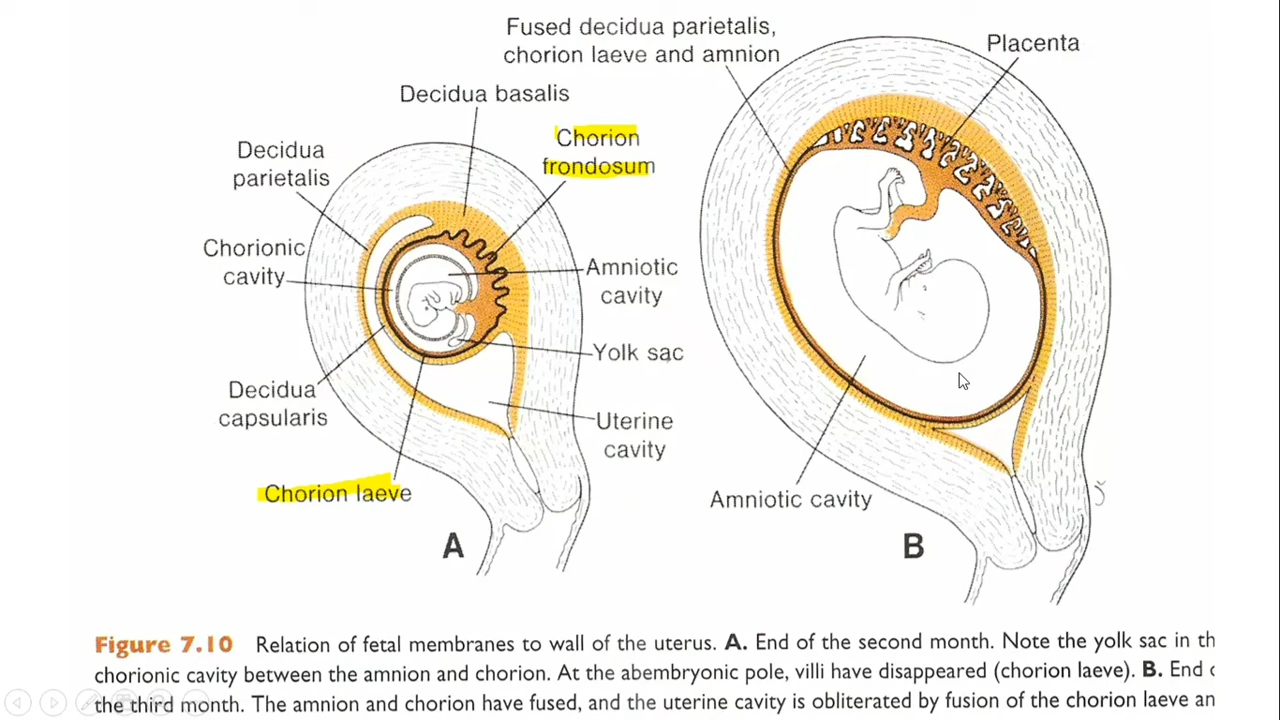 Fused decidua parietalis,
chorion laeve and amnion
Placenta
Decidua basalis
Chorion
frondosum
Decidua
parietalis
Chorionic
cavity
Amniotic
cavity
Yolk sac
Decidua
capsularis
Uterine
cavity
Chorion laeve
Amniotic cavity
A
B
Figure 7.10 Relation of fetal membranes to wall of the uterus. A. End of the second month. Note the yolk sac in th
chorionic cavity between the amnion and chorion. At the abembryonic pole, villi have disappeared (chorion laeve). B. End
the third month. The amnion and chorion have fused, and the uterine cavity is obliterated by fusion of the chorion laeve an